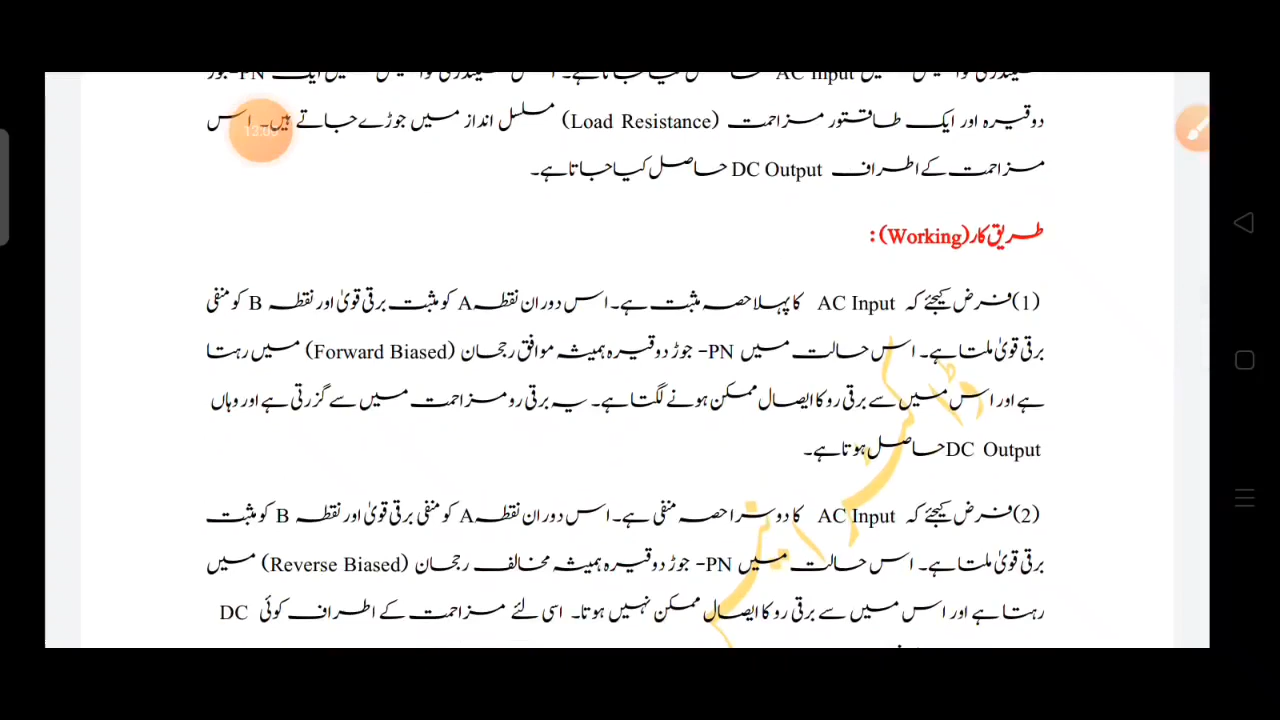 AC Input
دو قیرہ اور ایک طاقتور مزاحمت (Load Resistance) مسلسل انداز میں جوڑے جاتے ہیں۔ اس
13:00
مزاحمت کے اطراف DC Output حاصل کیا جاتا ہے۔
طریق کار (Working):
(1) فرض کیجئے کہ AC Input کا پہلا حصہ مثبت ہے۔ اس دوران نقطہ A کو مثبت برقی قویٰ اور نقطہ B کو منفی
برقی قویٰ ملتا ہے۔ اس حالت میں PN- جوڑ دو قیرہ ہمیشہ موافق رجحان (Forward Biased) میں رہتا
ہے اور اس میں سے برقی رو کا ایصال ممکن ہونے لگتا ہے۔ یہ برقی رو مزاحمت میں سے گزرتی ہے اور وہاں
DC Output حاصل ہوتا ہے۔
(2) فرض کیجئے کہ AC Input کا دوسرا حصہ منفی ہے۔ اس دوران نقطہ A کو منفی برقی قویٰ اور نقطہ B کو مثبت
برقی قویٰ ملتا ہے۔ اس حالت میں PN- جوڑ دو قیرہ ہمیشہ مخالف رجحان (Reverse Biased) میں
رہتا ہے اور اس میں سے برقی رو کا ایصال ممکن نہیں ہوتا۔ اسی لئے مزاحمت کے اطراف کوئی DC